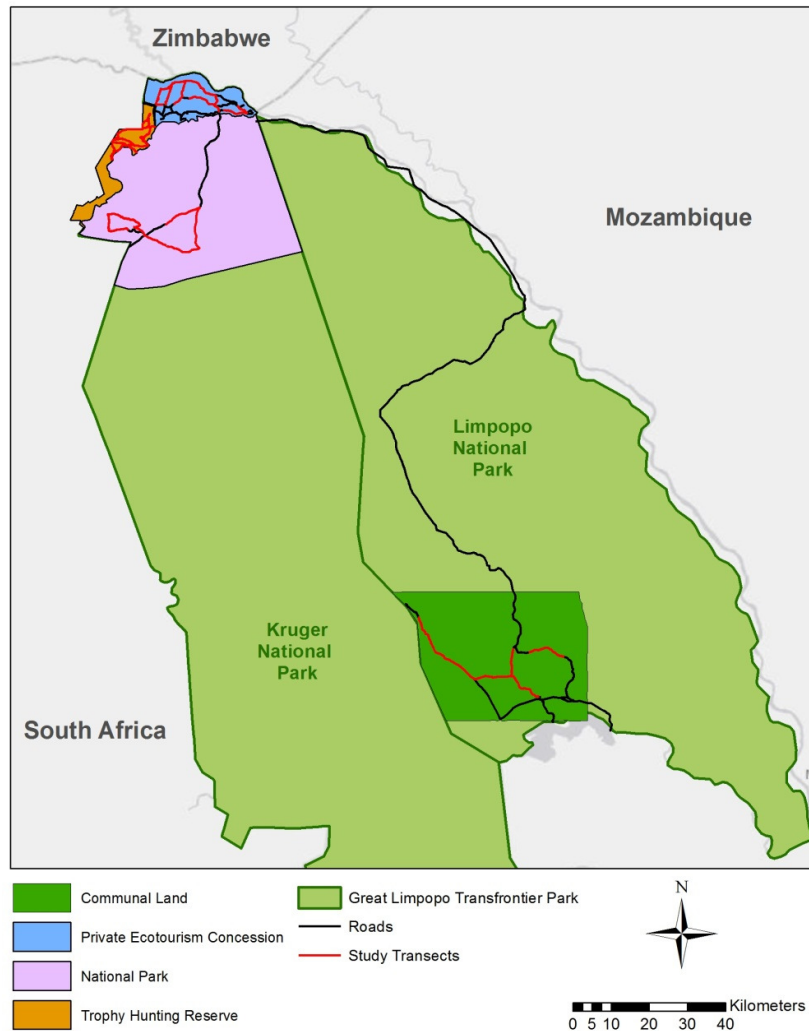 Zimbabwe
Mozambique
Limpopo
National
Park
Kruger
National
Park
South Africa
Communal Land
Private Ecotourism Concession
National Park
Trophy Hunting Reserve
Great Limpopo Transfrontier Park
Roads
Study Transects
N
Kilometers
0 5 10 20 30 40